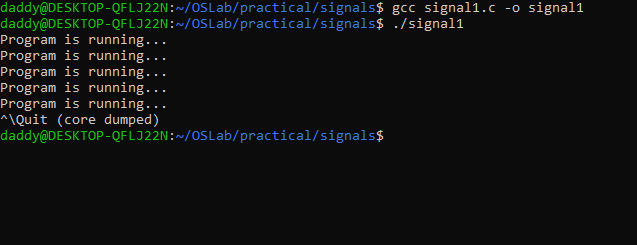 daddy@DESKTOP-QFLJ22N:~/OSLab/practical/signals$ gcc signal1.c -o signal1
daddy@DESKTOP-QFLJ22N:~/OSLab/practical/signals$ ./signal1
Program is running...
Program is running...
Program is running...
Program is running...
Program is running...
^\Quit (core dumped)
daddy@DESKTOP-QFLJ22N:~/OSLab/practical/signals$